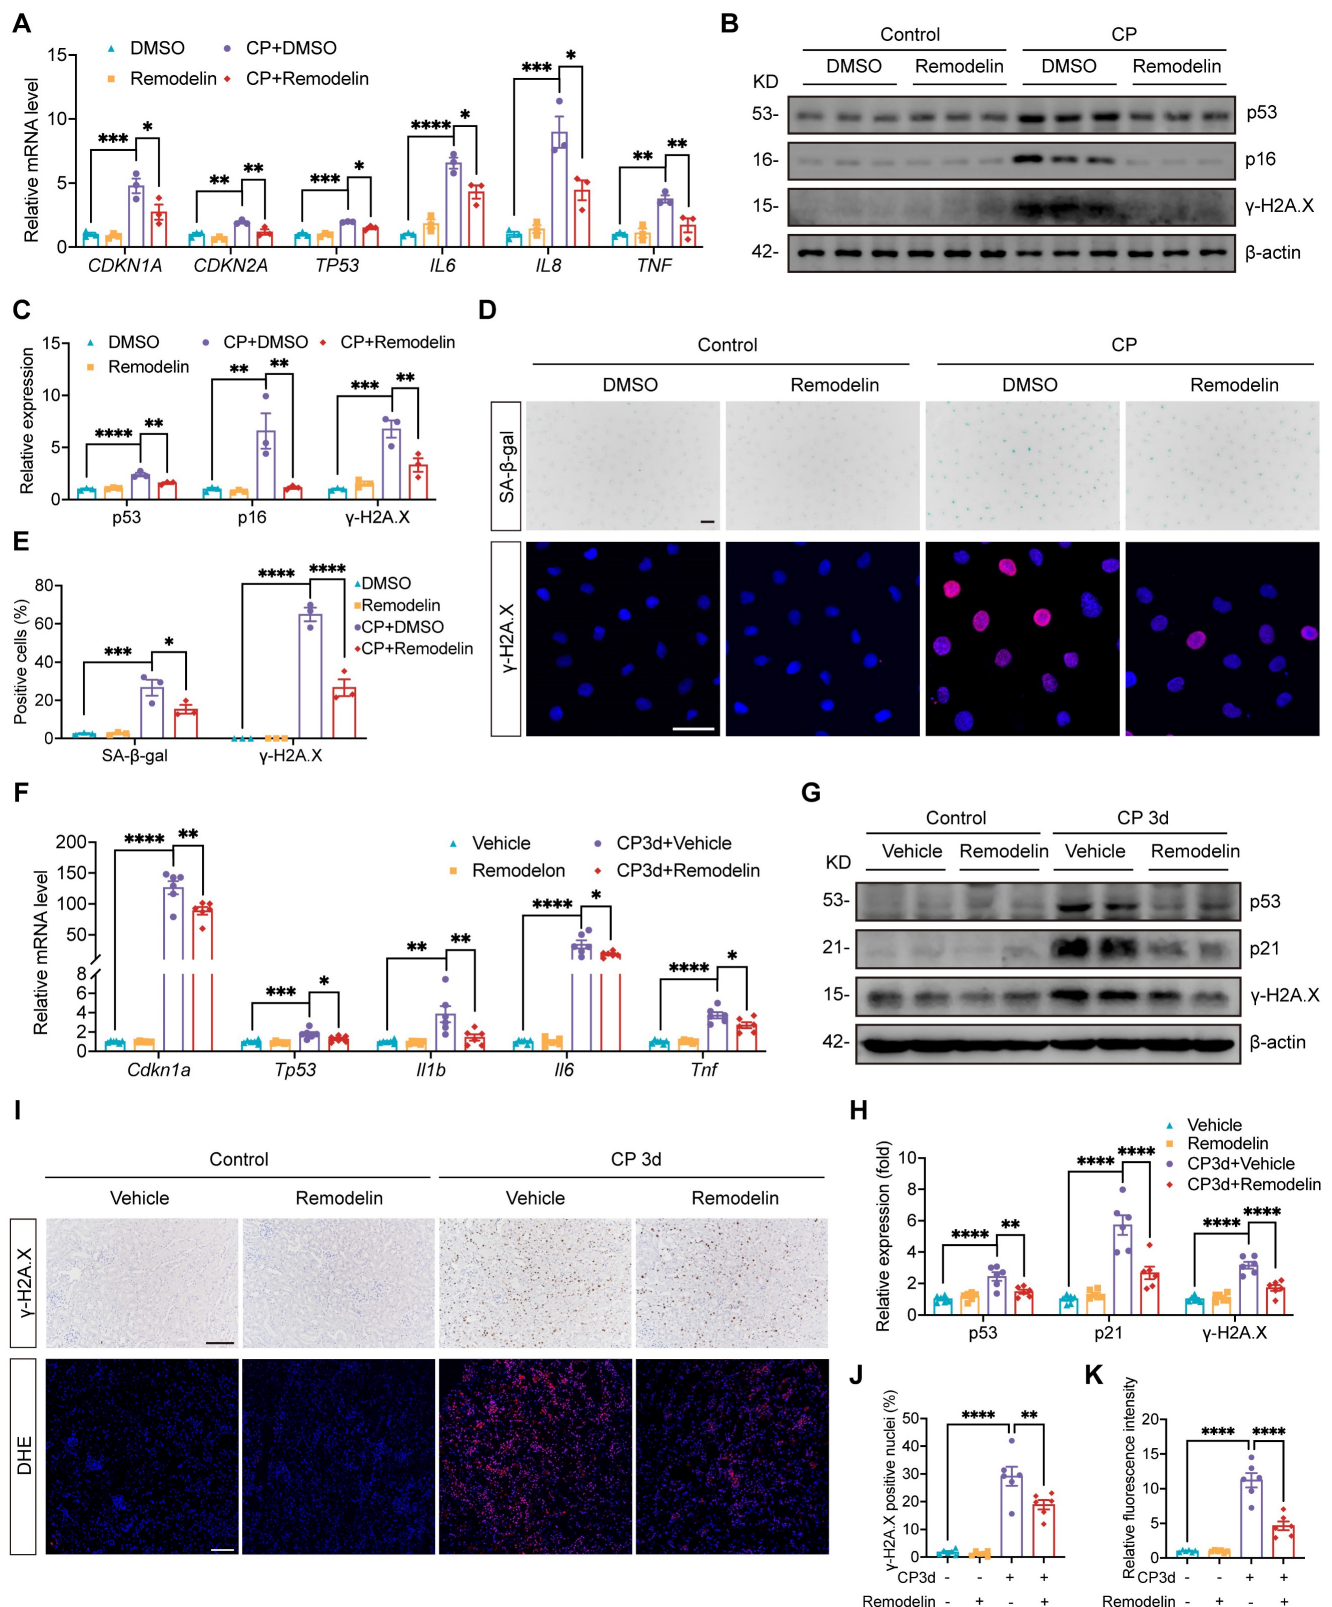 A
DMSO
CP+DMSO
Remodelin
CP+Remodelin
Relative mRNA level
15
10
5
0
*** * ** ** *** * **** * *** * ** **
CDKN1A CDKN2A TP53 IL6 IL8 TNF
B
Control CP
KD DMSO Remodelin DMSO Remodelin
53- p53
16- p16
15- γ-H2A.X
42- β-actin
C
DMSO CP+DMSO CP+Remodelin
Remodelin
Relative expression
15
10
5
0
**** ** ** ** *** **
p53 p16 γ-H2A.X
D
Control CP
DMSO Remodelin DMSO Remodelin
SA-β-gal
γ-H2A.X
E
DMSO
Remodelin
CP+DMSO
CP+Remodelin
Positive cells (%)
80
60
40
20
0
*** * **** ****
SA-β-gal γ-H2A.X
F
Vehicle CP3d+Vehicle
Remodelon CP3d+Remodelin
Relative mRNA level
200
150
100
50
8
6
4
2
0
**** ** *** * ** ** **** * **** *
Cdkn1a Tp53 Il1b Il6 Tnf
G
Control CP 3d
KD Vehicle Remodelin Vehicle Remodelin
53- p53
21- p21
15- γ-H2A.X
42- β-actin
I
Control CP 3d
Vehicle Remodelin Vehicle Remodelin
γ-H2A.X
DHE
H
Vehicle
Remodelin
CP3d+Vehicle
CP3d+Remodelin
Relative expression (fold)
10
8
6
4
2
0
**** ** **** **** **** ****
p53 p21 γ-H2A.X
J
γ-H2A.X positive nuclei (%)
50
40
30
20
10
0
**** **
CP3d - - + +
Remodelin - + - +
K
Relative fluorescence intensity
20
15
10
5
0
**** ****
CP3d - - + +
Remodelin - + - +